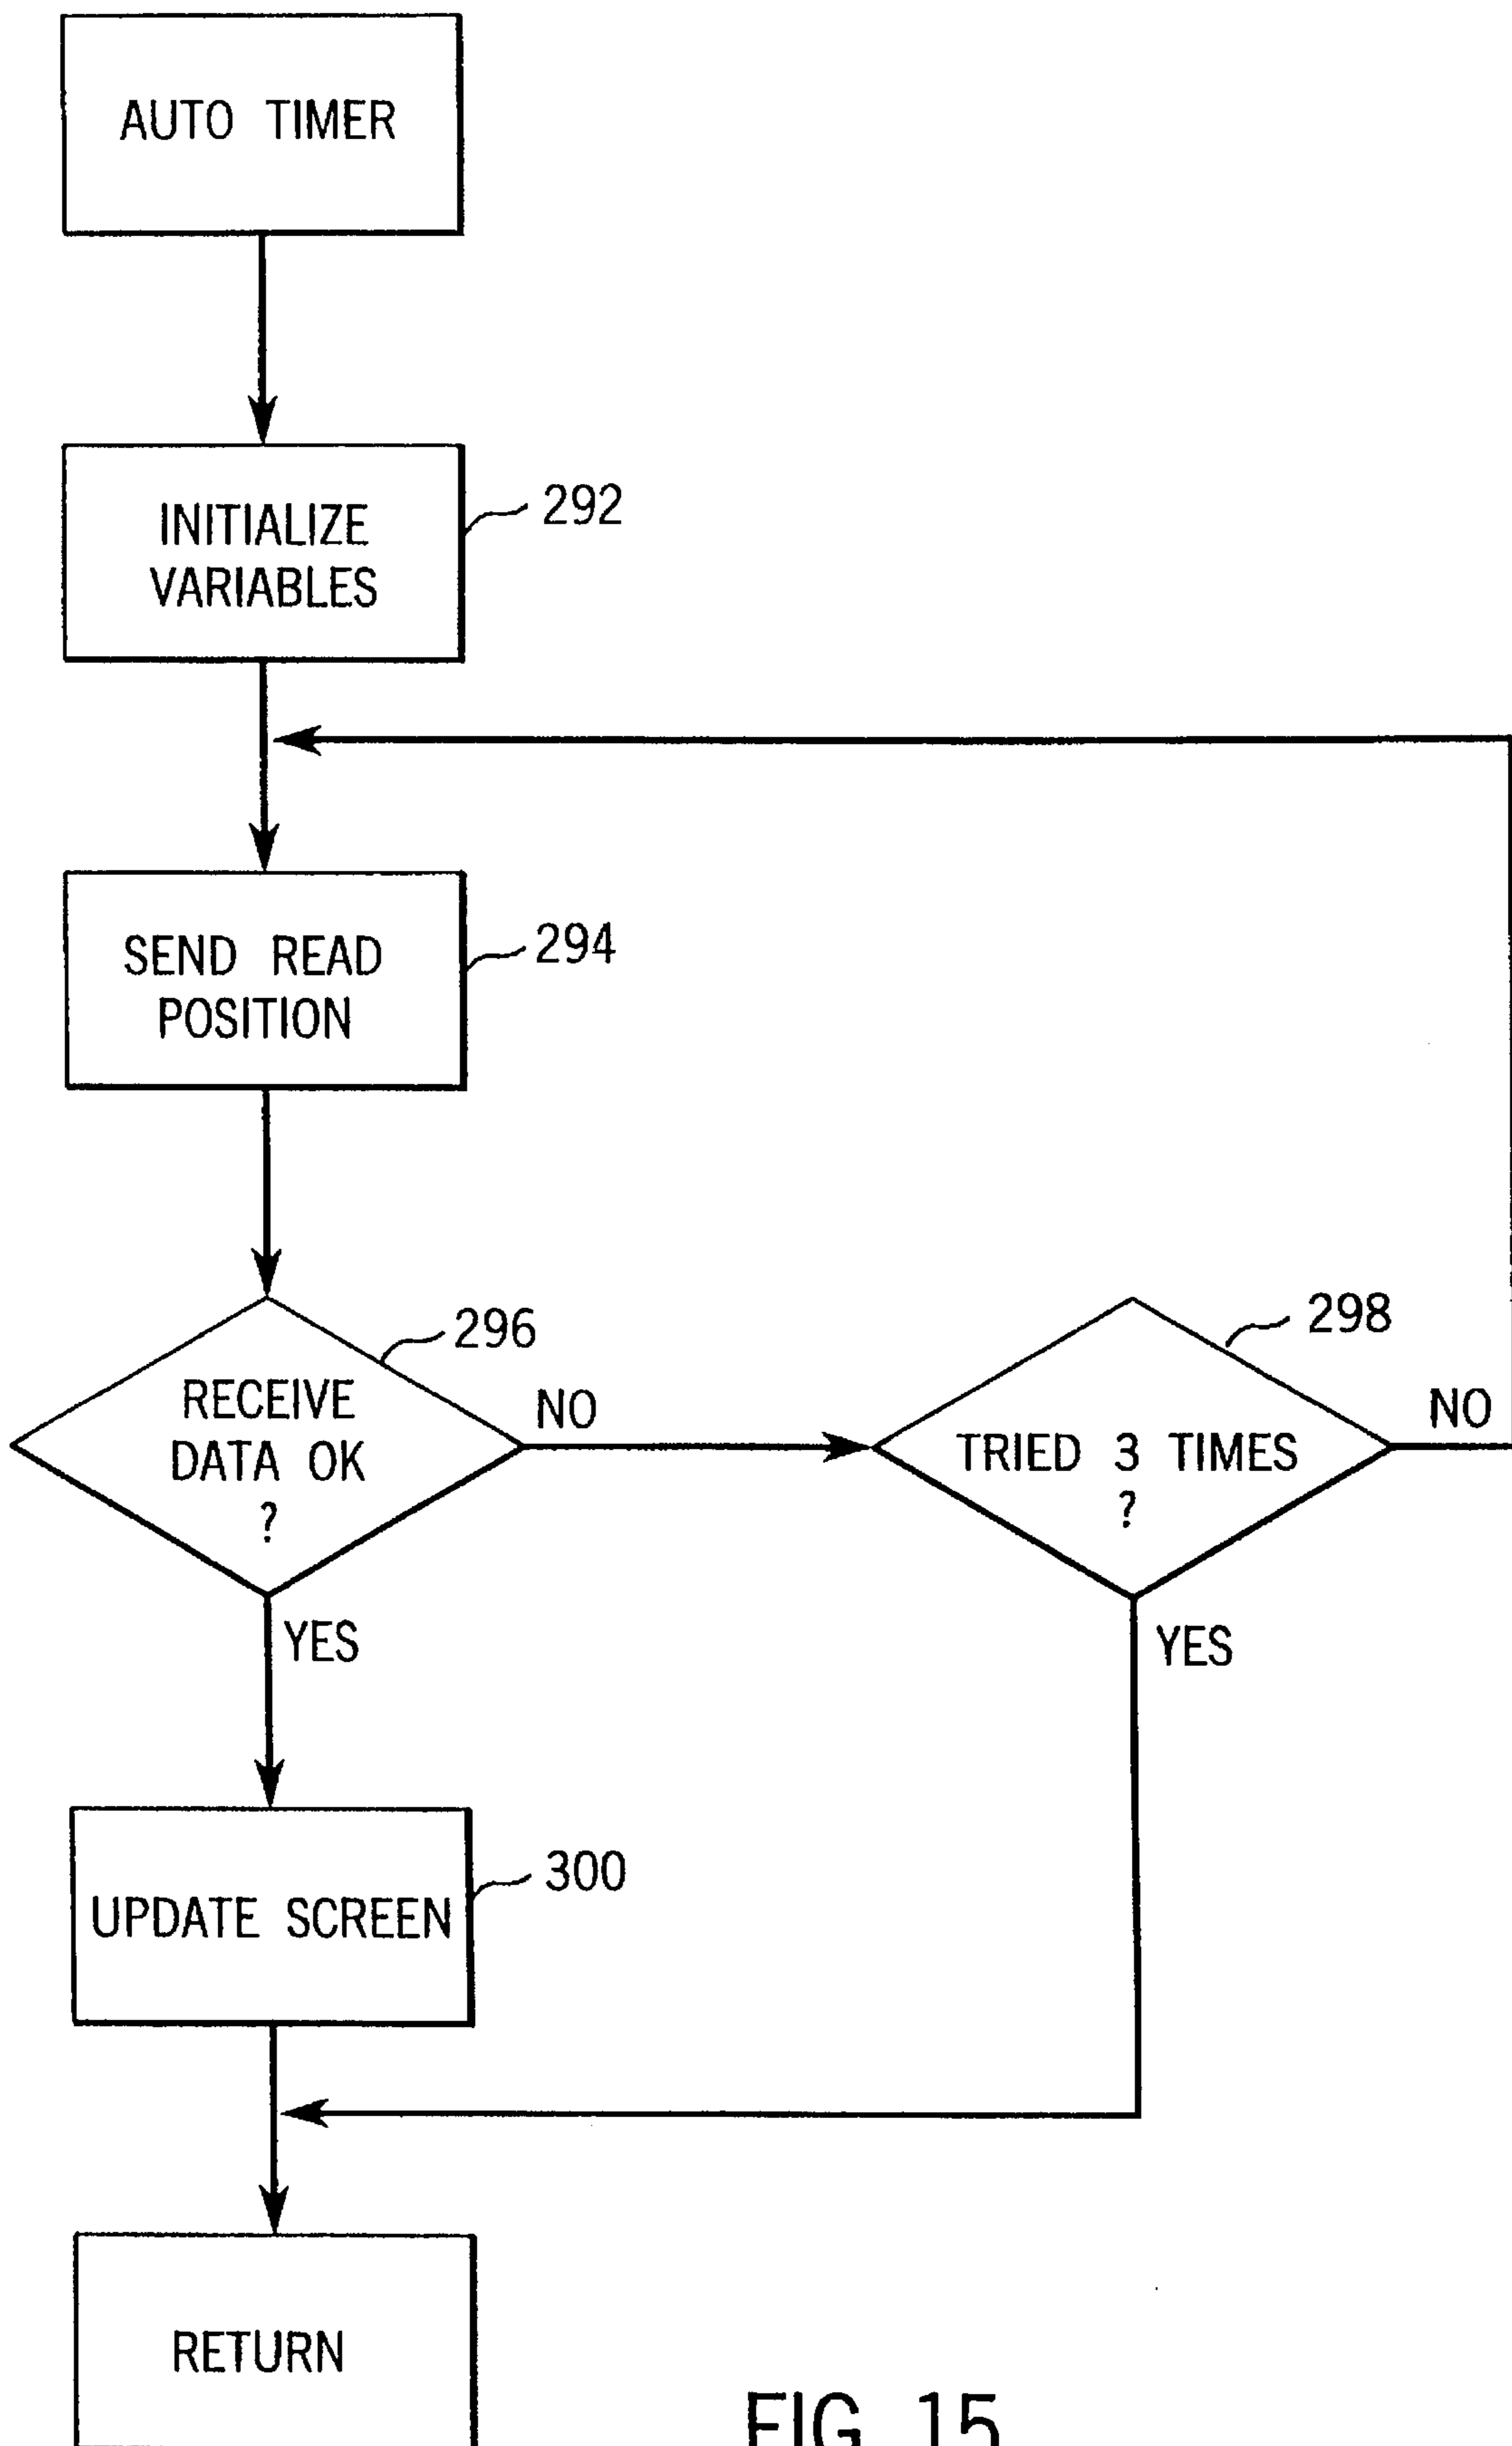 AUTO TIMER
INITIALIZE
VARIABLES
292
SEND READ
POSITION
294
RECEIVE
DATA OK
?
296
NO
TRIED 3 TIMES
?
298
NO
YES
YES
UPDATE SCREEN
300
RETURN
FIG. 15